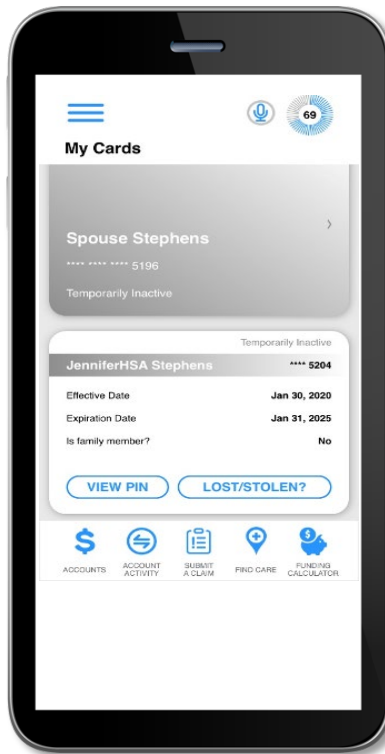 69
My Cards
Spouse Stephens
**** **** **** 5196
Temporarily Inactive
Temporarily Inactive
JenniferHSA Stephens **** 5204
Effective Date Jan 30, 2020
Expiration Date Jan 31, 2025
Is family member? No
VIEW PIN LOST/STOLEN?
ACCOUNTS
ACCOUNT
ACTIVITY
SUBMIT
A CLAIM
FIND CARE
FUNDING
CALCULATOR